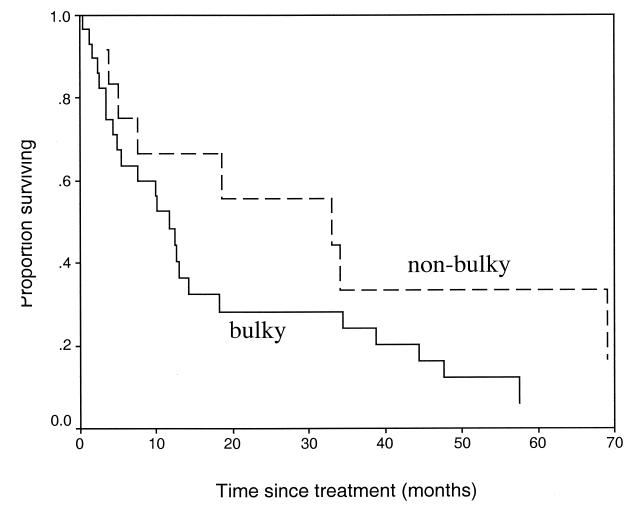 1.0
.8
.6
.4
.2
0.0
Proportion surviving
non-bulky
bulky
0 10 20 30 40 50 60 70
Time since treatment (months)